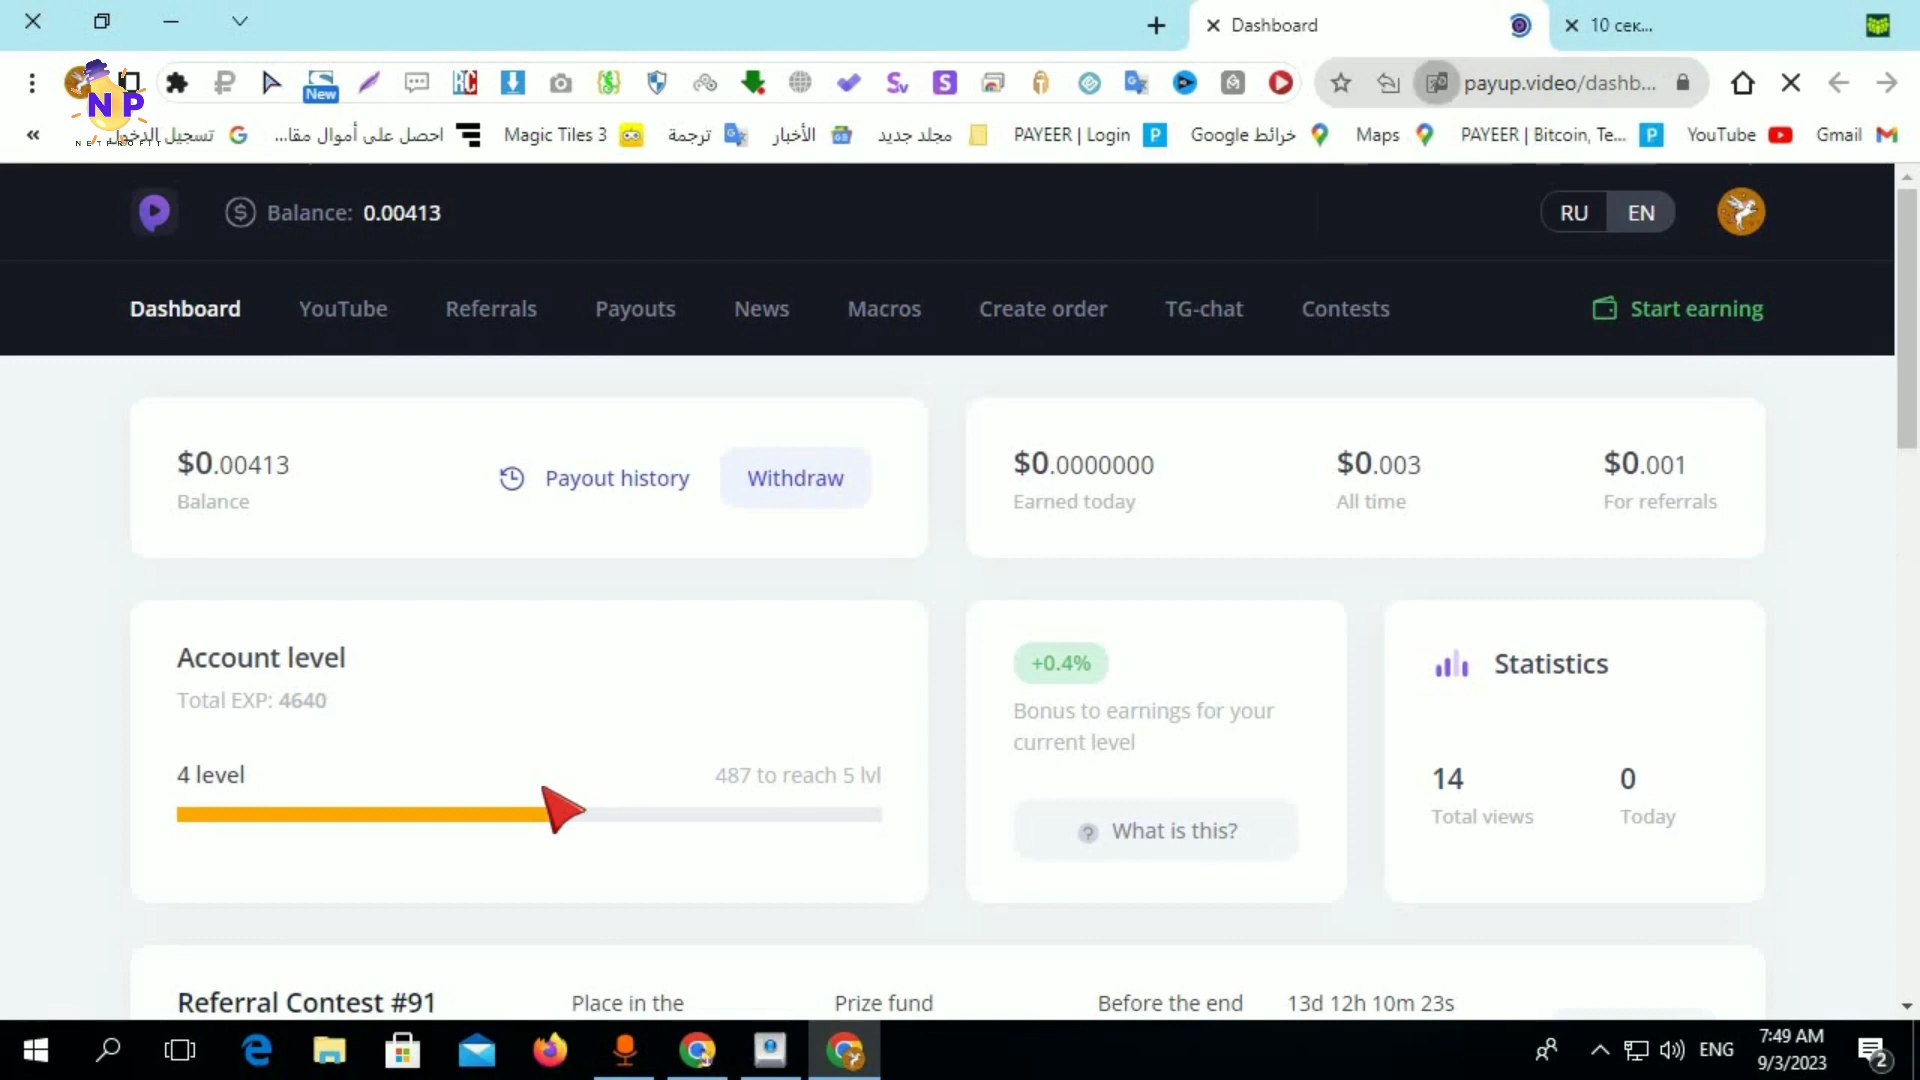 Dashboard
10 сек...
New
payup.video/dashb...
«
تسجيل الدخول
احصل على أموال مقا...
Magic Tiles 3
ترجمة
الأخبار
مجلد جديد
PAYEER | Login
خرائط Google
Maps
PAYEER | Bitcoin, Te...
YouTube
Gmail
NP
NETPROFIT
Balance: 0.00413
RU
EN
Dashboard
YouTube
Referrals
Payouts
News
Macros
Create order
TG-chat
Contests
Start earning
$0.00413
Balance
Payout history
Withdraw
$0.0000000
Earned today
$0.003
All time
$0.001
For referrals
Account level
Total EXP: 4640
4 level
487 to reach 5 lvl
+0.4%
Bonus to earnings for your
current level
What is this?
Statistics
14
Total views
0
Today
Referral Contest #91
Place in the
Prize fund
Before the end
13d 12h 10m 23s
ENG
7:49 AM
9/3/2023
2